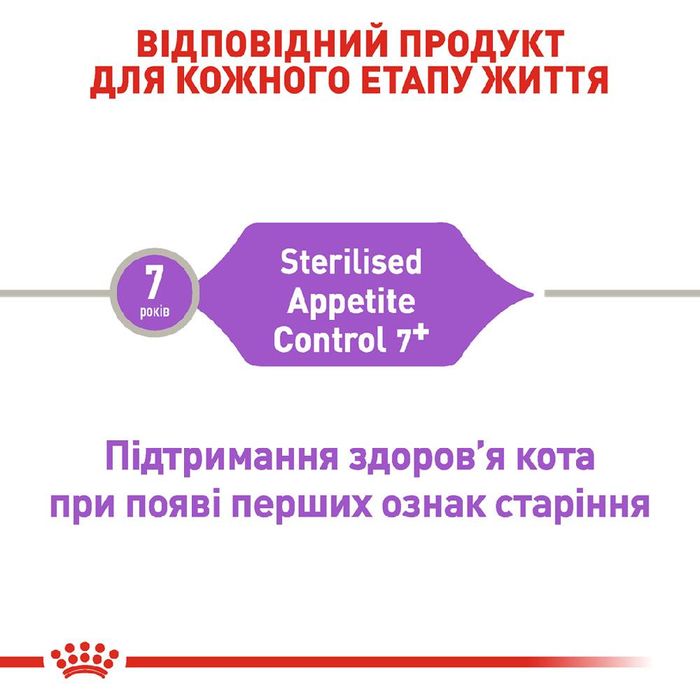 ВІДПОВІДНИЙ ПРОДУКТ
ДЛЯ КОЖНОГО ЕТАПУ ЖИТТЯ
7
років
Sterilised
Appetite
Control 7+
Підтримання здоров’я кота
при появі перших ознак старіння